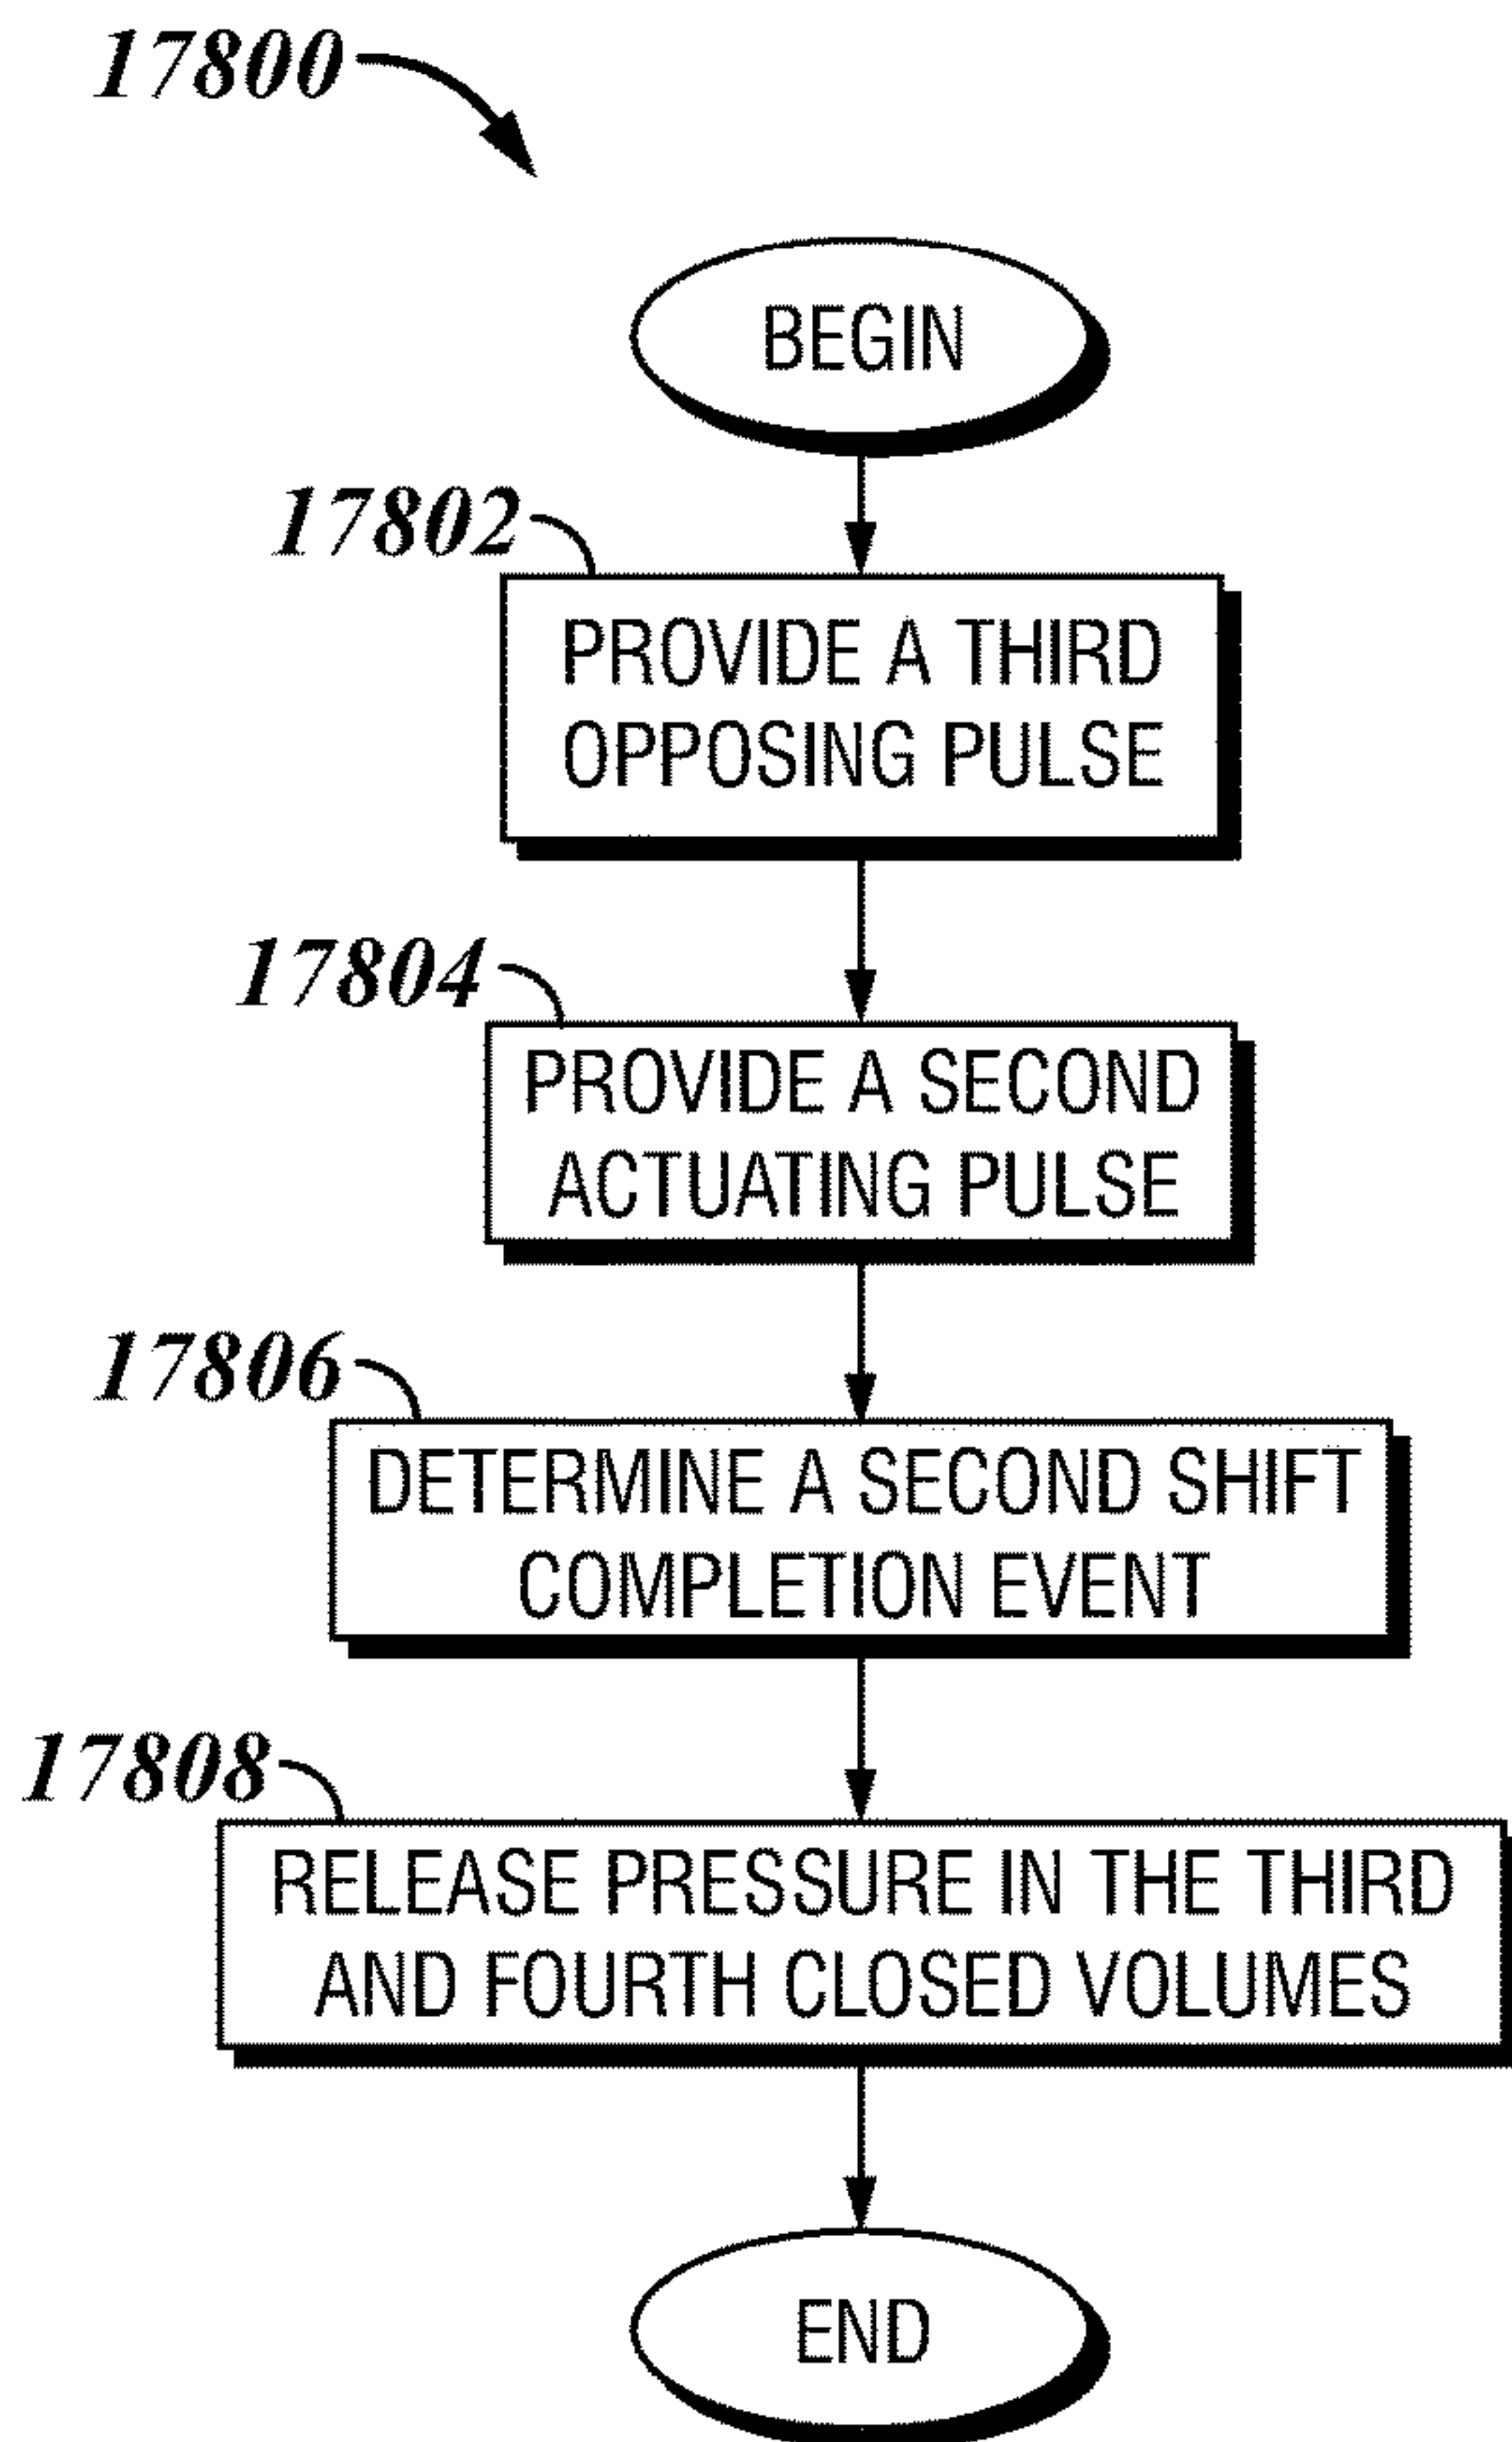 17800
BEGIN
17802
PROVIDE A THIRD
OPPOSING PULSE
17804
PROVIDE A SECOND
ACTUATING PULSE
17806
DETERMINE A SECOND SHIFT
COMPLETION EVENT
17808
RELEASE PRESSURE IN THE THIRD
AND FOURTH CLOSED VOLUMES
END